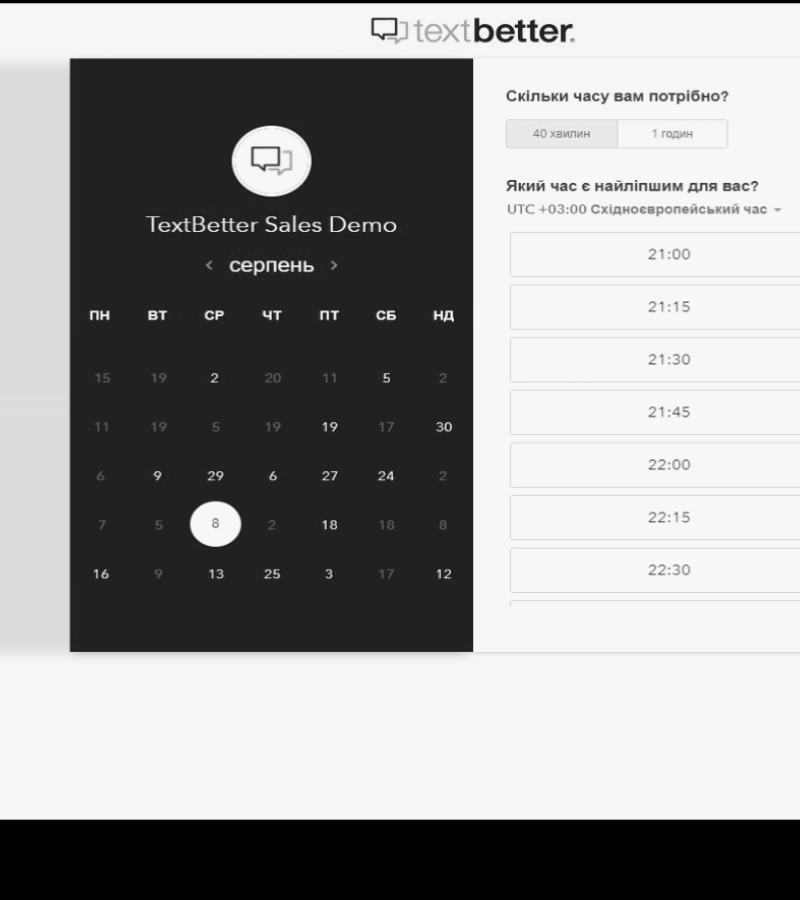 textbetter.
TextBetter Sales Demo
< серпень >
ПН ВТ СР ЧТ ПТ СБ НД
15 19 2 20 11 5 2
11 19 5 19 19 17 30
6 9 29 6 27 24 2
7 5 8 2 18 18 8
16 9 13 25 3 17 12
Скільки часу вам потрібно?
40 хвилин 1 годин
Який час є найліпшим для вас?
UTC +03:00 Східноєвропейський час
21:00
21:15
21:30
21:45
22:00
22:15
22:30